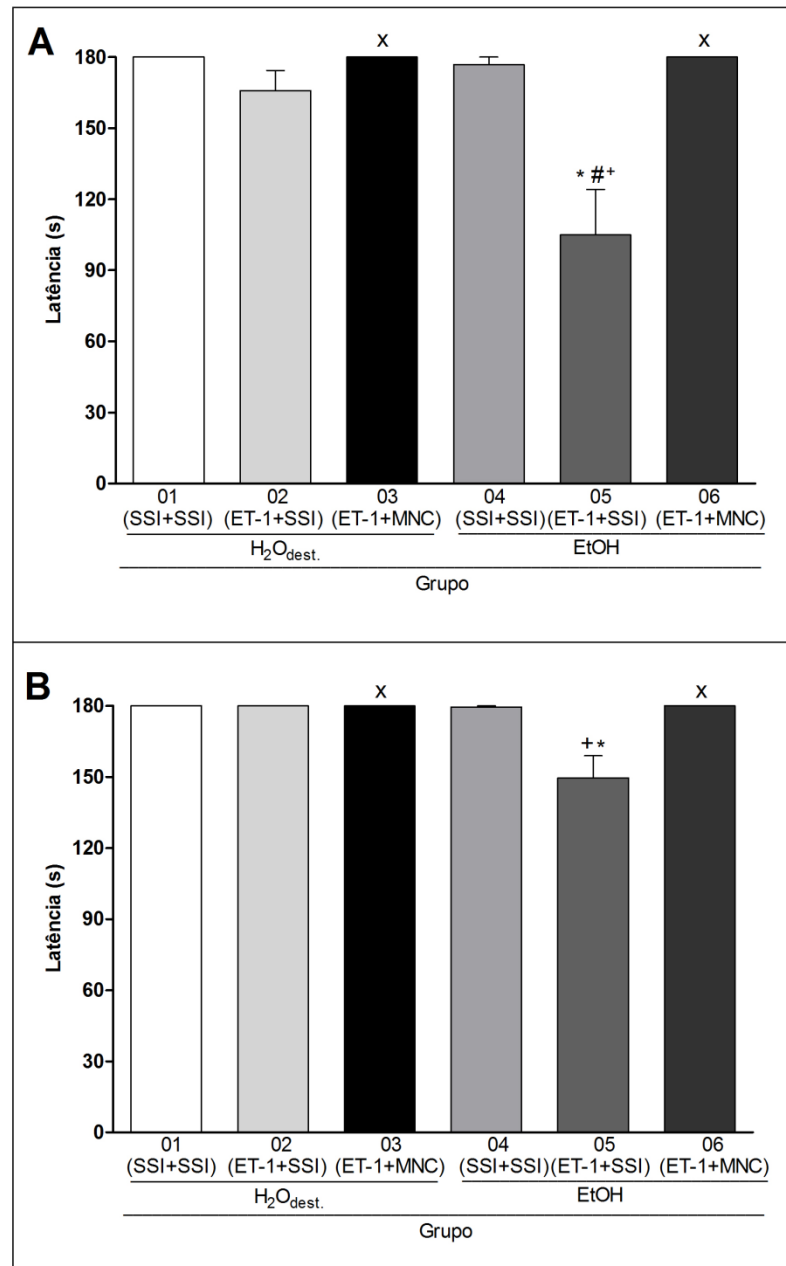 A
Latência (s)
180
150
120
90
60
30
0
x
* #+
x
01 02 03 04 05 06
(SSI+SSI) (ET-1+SSI) (ET-1+MNC) (SSI+SSI) (ET-1+SSI) (ET-1+MNC)
H2Odest. EtOH
Grupo
B
Latência (s)
180
150
120
90
60
30
0
x
+ *
x
01 02 03 04 05 06
(SSI+SSI) (ET-1+SSI) (ET-1+MNC) (SSI+SSI) (ET-1+SSI) (ET-1+MNC)
H2Odest. EtOH
Grupo